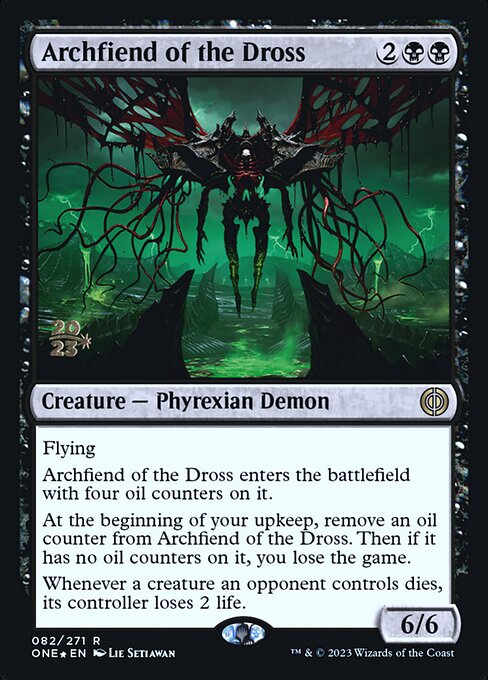 Archfiend of the Dross 2
20
23
Creature — Phyrexian Demon
Flying
Archfiend of the Dross enters the battlefield
with four oil counters on it.
At the beginning of your upkeep, remove an oil
counter from Archfiend of the Dross. Then if it
has no oil counters on it, you lose the game.
Whenever a creature an opponent controls dies,
its controller loses 2 life.
6/6
082/271 R
ONE★EN Lie Setiawan
™ & © 2023 Wizards of the Coast